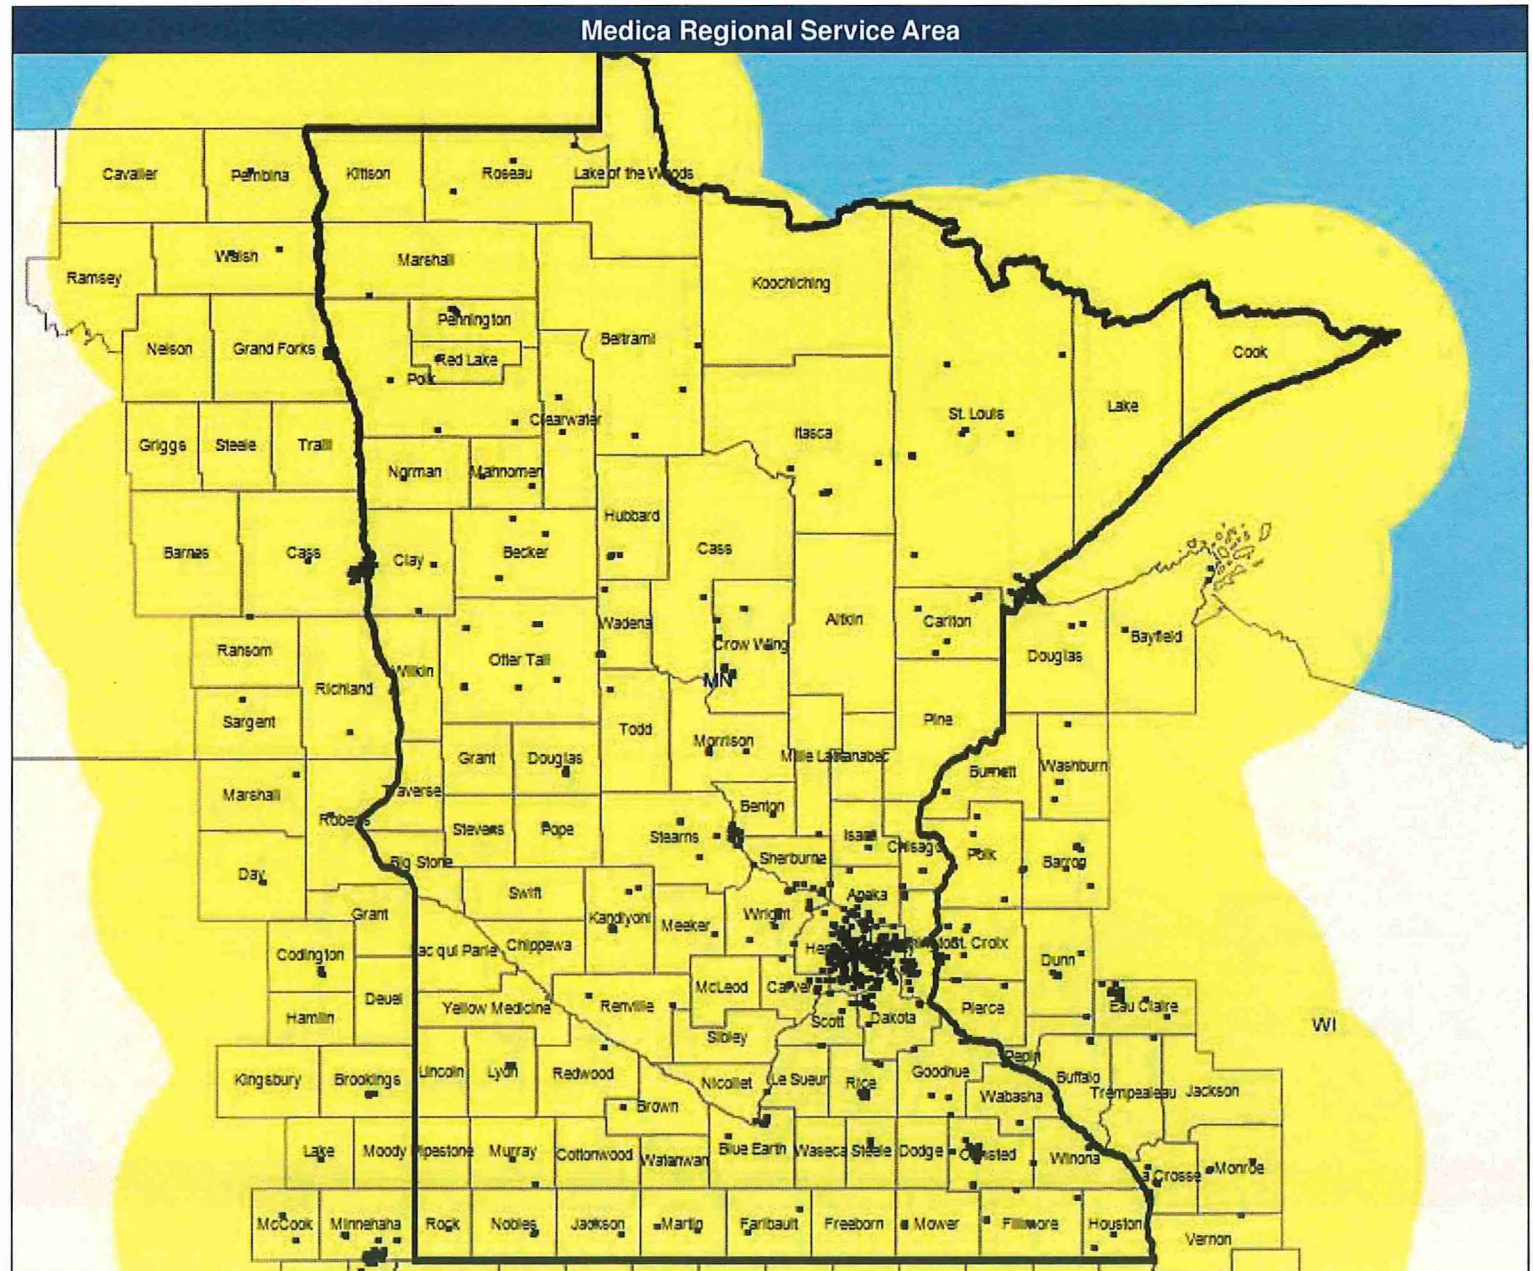 Medica Regional Service Area
Cavalier
Pembina
Kittson
Roseau
Lake of the Woods
Ramsey
Walsh
Marshall
Koochiching
Nelson
Grand Forks
Pennington
Red Lake
Polk
Beltrami
Cook
Lake
St. Louis
Clearwater
Itasca
Griggs
Steele
Traill
Norman
Mahnomen
Hubbard
Barnes
Cass
Clay
Becker
Cass
Wadena
Crow Wing
Aitkin
Carlton
Douglas
Bayfield
Ransom
Richland
Wilkin
Otter Tail
MN
Sargent
Todd
Morrison
Pine
Grant
Douglas
Mille Lacs
Kanabec
Burnett
Washburn
Marshall
Roberts
Traverse
Stevens
Pope
Stearns
Benton
Isanti
Chisago
Polk
Barron
Big Stone
Sherburne
Day
Swift
Kandiyohi
Meeker
Wright
Anoka
Grant
Codington
Lac qui Parle
Chippewa
St. Croix
Dunn
Deuel
Hamlin
Yellow Medicine
Renville
McLeod
Carver
Scott
Dakota
Pierce
Eau Claire
WI
Sibley
Kingsbury
Brookings
Lincoln
Lyon
Redwood
Nicollet
Le Sueur
Rice
Goodhue
Pepin
Wabasha
Buffalo
Trempealeau
Jackson
Brown
Lake
Moody
Pipestone
Murray
Cottonwood
Watonwan
Blue Earth
Waseca
Steele
Dodge
Olmsted
Winona
La Crosse
Monroe
McCook
Minnehaha
Rock
Nobles
Jackson
Martin
Faribault
Freeborn
Mower
Fillmore
Houston
Vernon